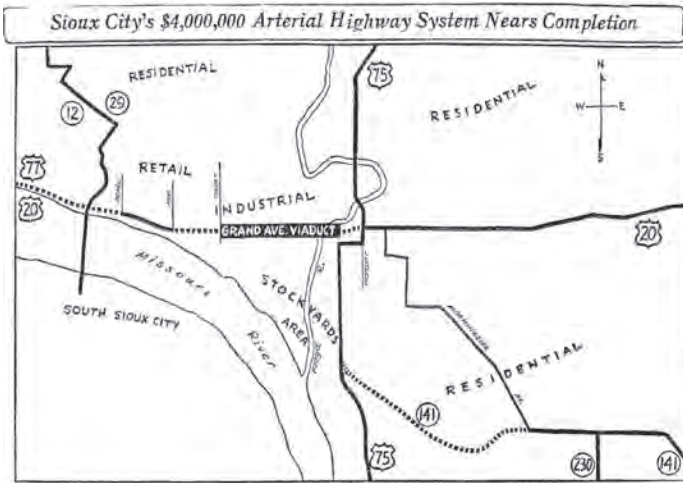 Sioux City's $4,000,000 Arterial Highway System Nears Completion
RESIDENTIAL
75
RESIDENTIAL
N
W E
S
12
29
77
RETAIL
INDUSTRIAL
20
GRAND AVE. VIADUCT
20
Missouri
River
STOCKYARDS
AREA
SOUTH SIOUX CITY
RESIDENTIAL
141
75
230
141